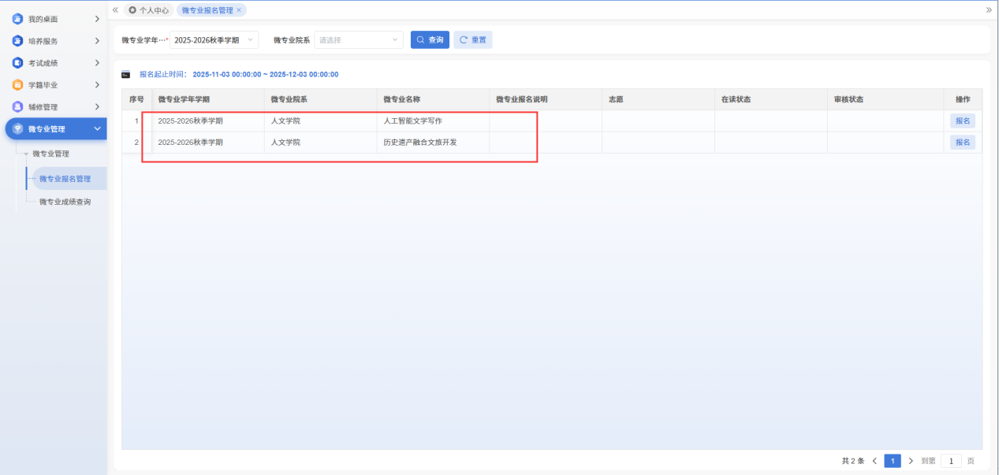 我的桌面
培养服务
考试成绩
学籍毕业
辅修管理
微专业管理
微专业管理
微专业报名管理
微专业成绩查询
个人中心 微专业报名管理 ×
微专业学年…* 2025-2026秋季学期 微专业院系 请选择 查询 重置
报名起止时间: 2025-11-03 00:00:00 ~ 2025-12-03 00:00:00
序号 微专业学年学期 微专业院系 微专业名称 微专业报名说明 志愿 在读状态 审核状态 操作
1 2025-2026秋季学期 人文学院 人工智能文学写作 报名
2 2025-2026秋季学期 人文学院 历史遗产融合文旅开发 报名
共 2 条 1 到第 1 页